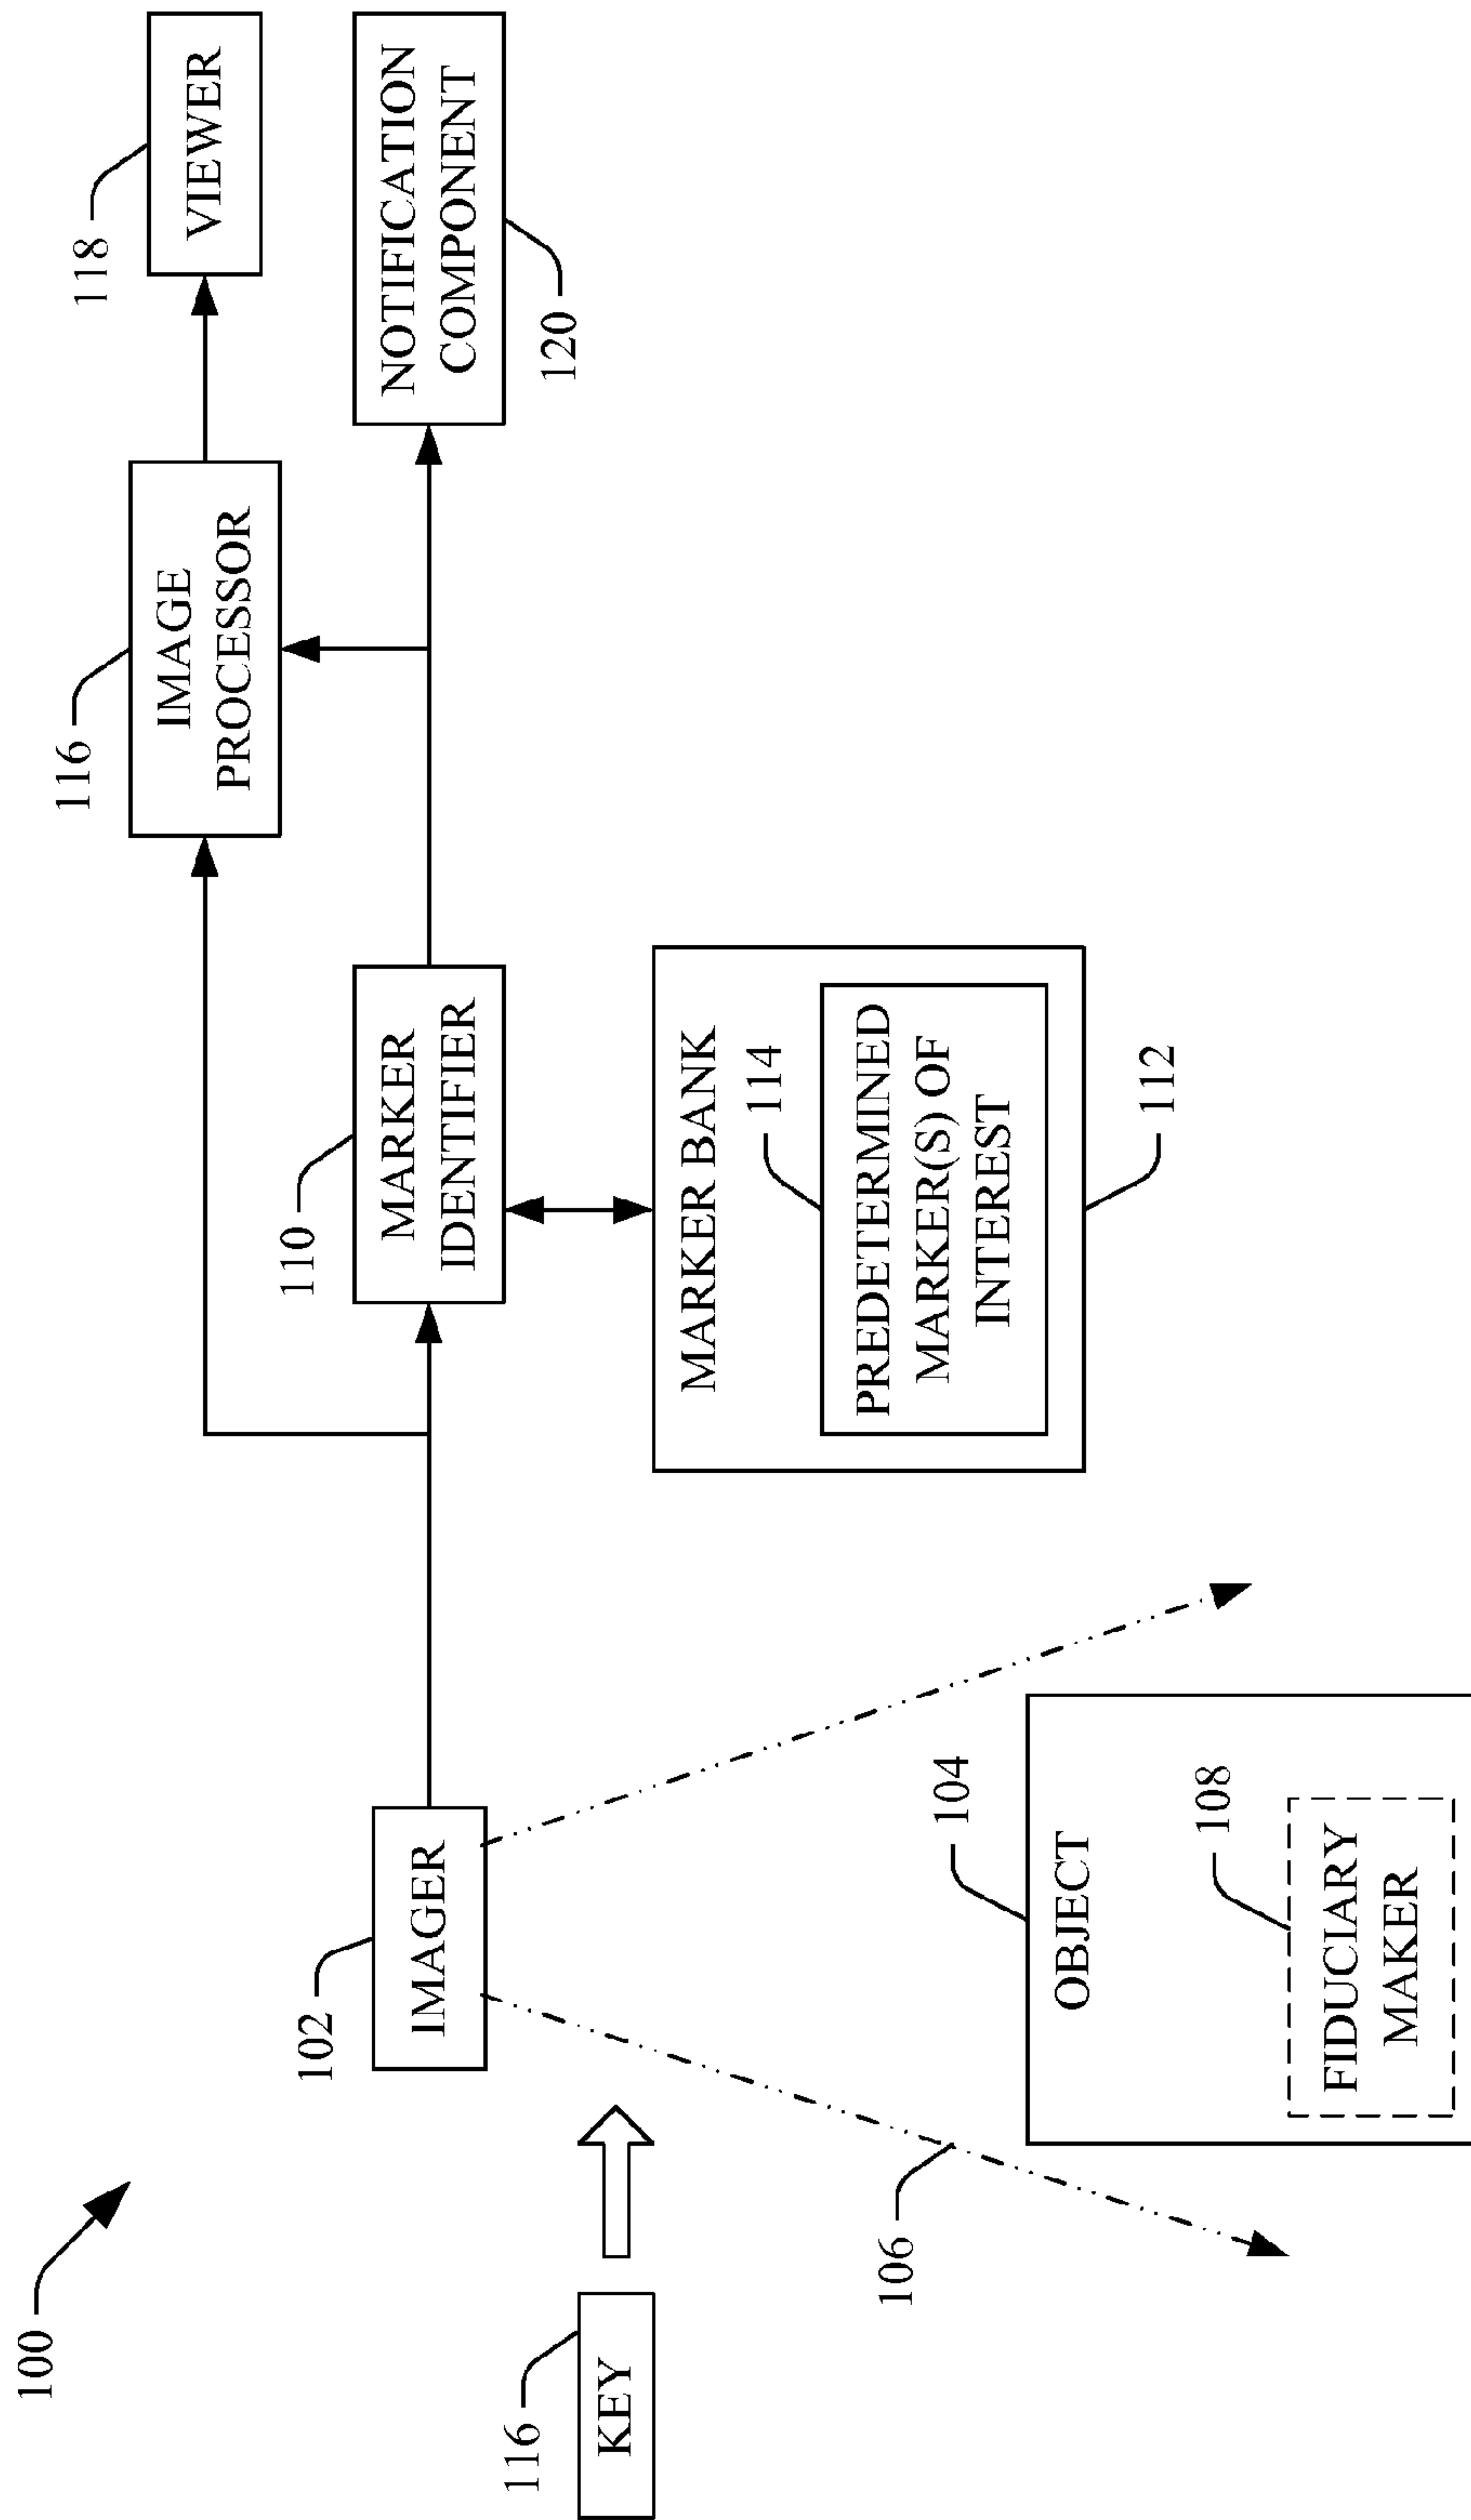 100
116
KEY
102
IMAGER
106
104
OBJECT
108
FIDUCIARY
MAKER
110
MARKER
IDENTIFIER
MARKER BANK
114
PREDETERMINED
MARKER(S) OF
INTEREST
112
116
IMAGE
PROCESSOR
118
VIEWER
NOTIFICATION
COMPONENT
120